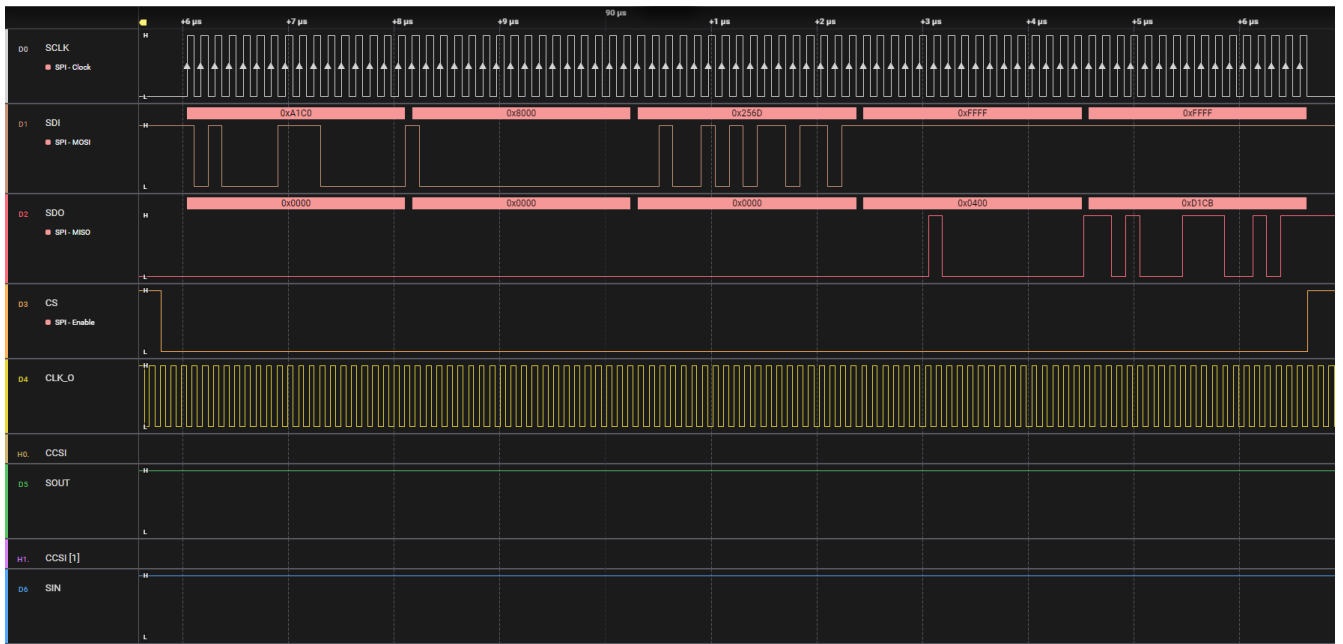 90 µs
+6 µs +7 µs +8 µs +9 µs +1 µs +2 µs +3 µs +4 µs +5 µs +6 µs
D0 SCLK H
SPI - Clock
L
0xA1C0 0x8000 0x256D 0xFFFF 0xFFFF
D1 SDI H
SPI - MOSI
L
0x0000 0x0000 0x0000 0x0400 0xD1CB
D2 SDO H
SPI - MISO
L
D3 CS H
SPI - Enable
L
D4 CLK_O H
L
H0. CCSI
D5 SOUT H
L
H1. CCSI [1]
D6 SIN H
L